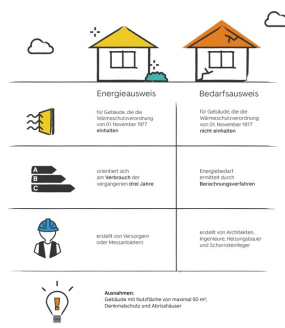 Energieausweis
Bedarfsausweis
für Gebäude, die die
Wärmeschutzverordnung
von 01. November 1977
einhalten
für Gebäude, die die
Wärmeschutzverordnung
von 01. November 1977
nicht einhalten
A
B
C
orientiert sich
am Verbrauch der
vergangenen drei Jahre
Energiebedarf
ermittelt durch
Berechnungsverfahren
erstellt von Versorgern
oder Messanbietern
erstellt von Architekten,
Ingenieure, Heizungsbauer
und Schornsteinfeger
Ausnahmen:
Gebäude mit Nutzfläche von maximal 50 m²,
Denkmalschutz und Abrisshäuser